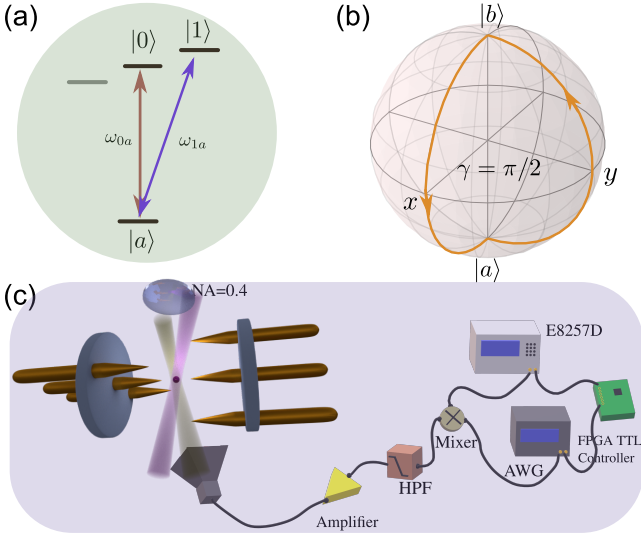 (a)
|0⟩
|1⟩
ω0a
ω1a
|a⟩
(b)
|b⟩
γ = π/2
x
y
|a⟩
(c)
NA=0.4
E8257D
Mixer
AWG
FPGA TTL
Controller
HPF
Amplifier